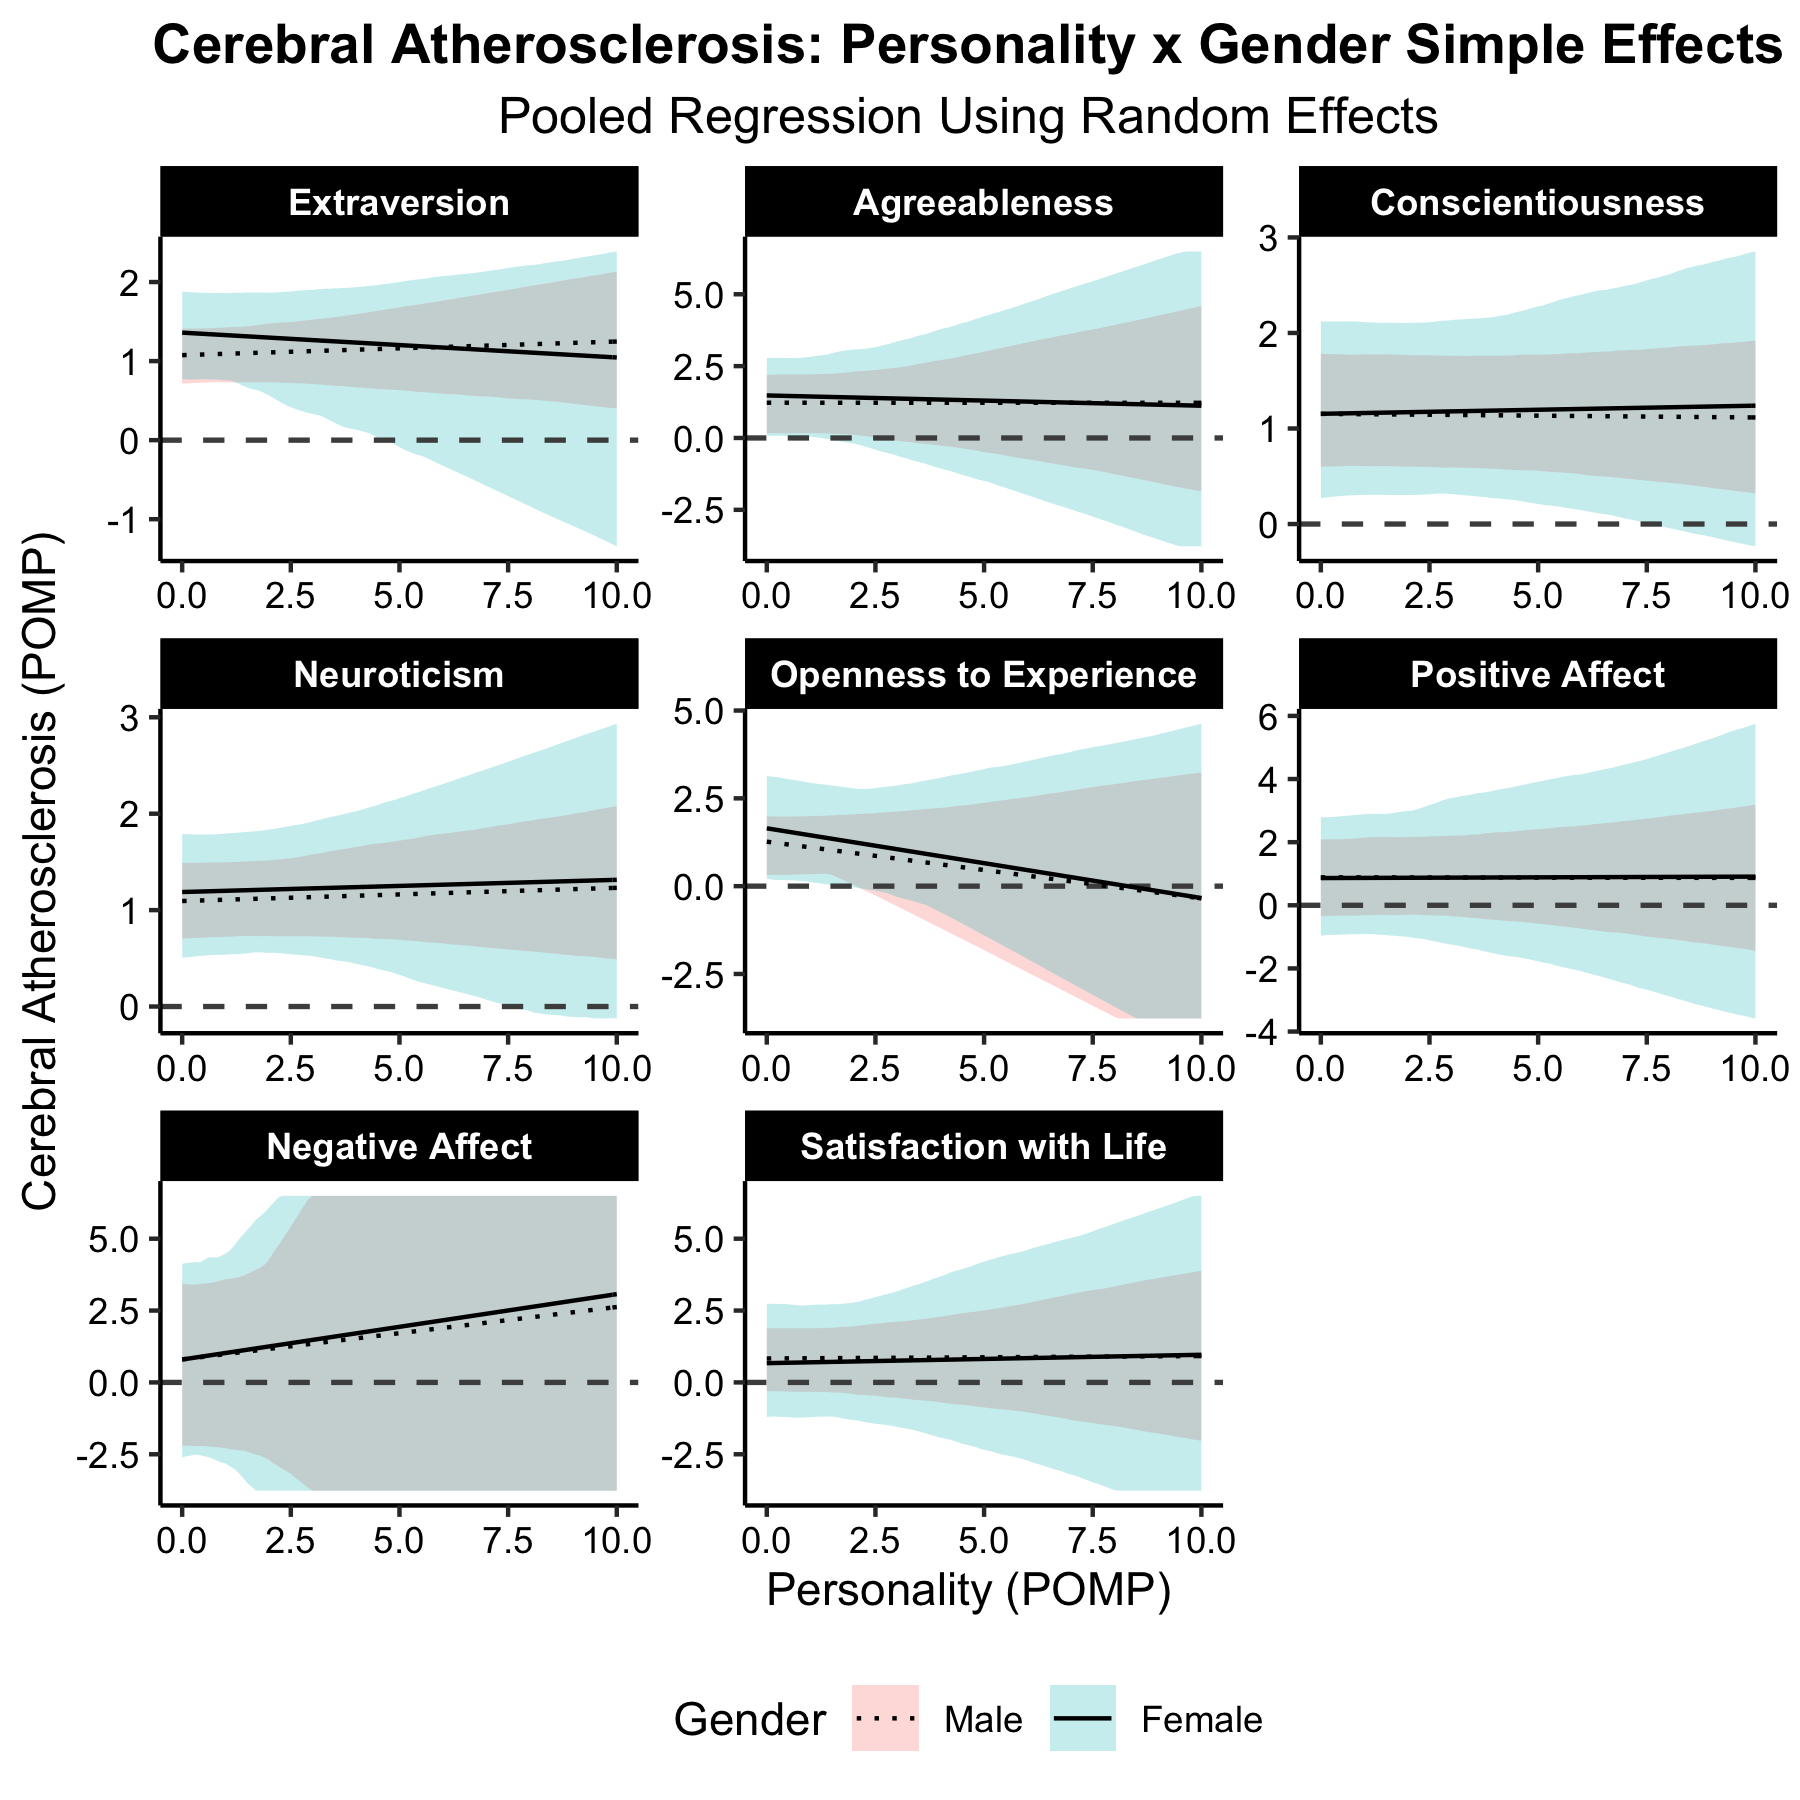 Cerebral Atherosclerosis: Personality x Gender Simple Effects
Pooled Regression Using Random Effects
Cerebral Atherosclerosis (POMP)
Extraversion
2
1
0
-1
0.0 2.5 5.0 7.5 10.0
Agreeableness
5.0
2.5
0.0
-2.5
0.0 2.5 5.0 7.5 10.0
Conscientiousness
3
2
1
0
0.0 2.5 5.0 7.5 10.0
Neuroticism
3
2
1
0
0.0 2.5 5.0 7.5 10.0
Openness to Experience
5.0
2.5
0.0
-2.5
0.0 2.5 5.0 7.5 10.0
Positive Affect
6
4
2
0
-2
-4
0.0 2.5 5.0 7.5 10.0
Negative Affect
5.0
2.5
0.0
-2.5
0.0 2.5 5.0 7.5 10.0
Satisfaction with Life
5.0
2.5
0.0
-2.5
0.0 2.5 5.0 7.5 10.0
Personality (POMP)
Gender Male Female